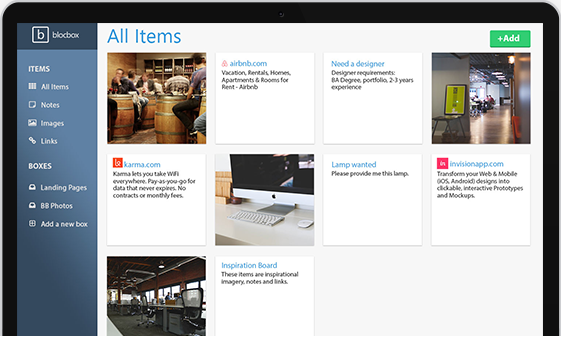 b blocbox
All Items
+Add
ITEMS
All Items
Notes
Images
Links
BOXES
Landing Pages
BB Photos
Add a new box
airbnb.com
Vacation, Rentals, Homes,
Apartments & Rooms for
Rent - Airbnb
Need a designer
Designer requirements:
BA Degree, portfolio, 2-3 years
experience
karma.com
Karma lets you take WiFi
everywhere. Pay-as-you-go for
data that never expires. No
contracts or monthly fees.
Lamp wanted
Please provide me this lamp.
in invisionapp.com
Transform your Web & Mobile
(iOS, Android) designs into
clickable, interactive Prototypes
and Mockups.
Inspiration Board
These items are inspirational
imagery, notes and links.